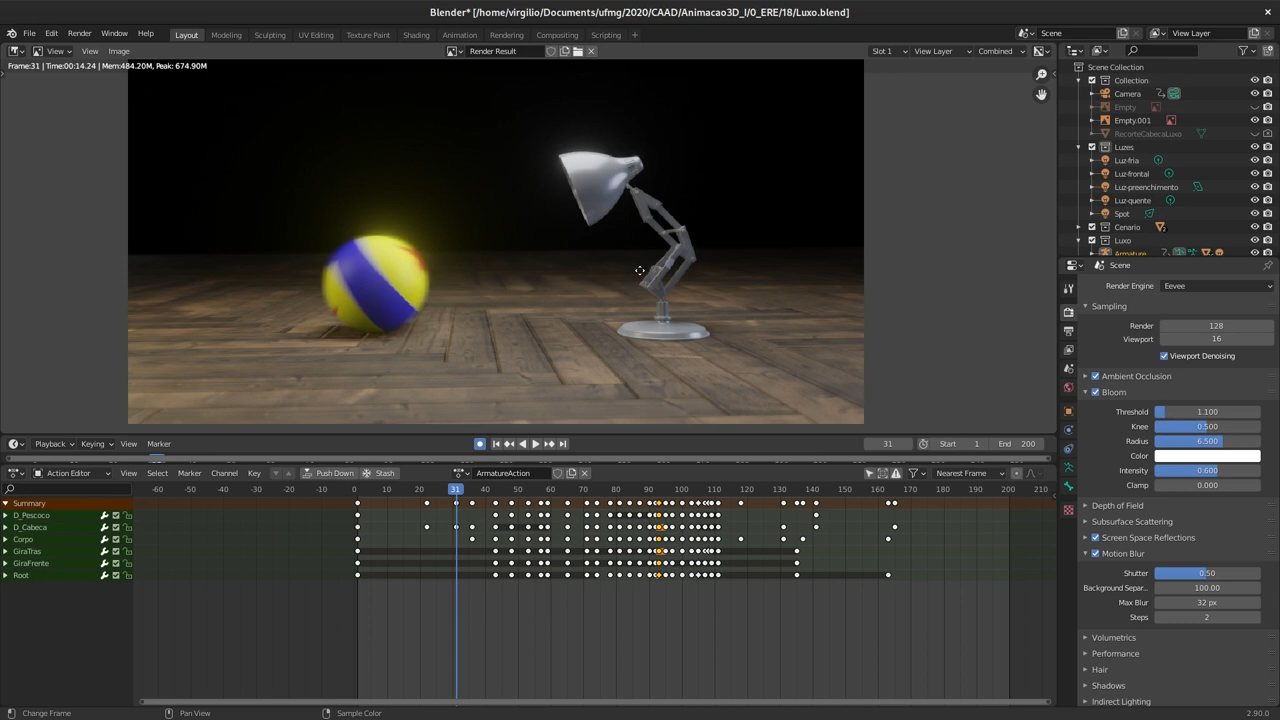 Blender* [/home/virgilio/Documents/ufmg/2020/CAAD/Animacao3D_I/0_ERE/18/Luxo.blend]
File Edit Render Window Help Layout Modeling Sculpting UV Editing Texture Paint Shading Animation Rendering Compositing Scripting + Scene View Layer
View View Image Render Result Slot 1 View Layer Combined
Frame:31 | Time:00:14.24 | Mem:484.20M, Peak: 674.90M
Scene Collection
Collection
Camera
Empty
Empty.001
RecorteCabecaLuxo
Luzes
Luz-fria
Luz-frontal
Luz-preenchimento
Luz-quente
Spot
Cenario
Luxo
Armature
Scene
Render Engine Eevee
Sampling
Render 128
Viewport 16
Viewport Denoising
Ambient Occlusion
Bloom
Threshold 1.100
Knee 0.500
Radius 6.500
Color
Intensity 0.600
Clamp 0.000
Depth of Field
Subsurface Scattering
Screen Space Reflections
Motion Blur
Shutter 0.50
Background Separ... 100.00
Max Blur 32 px
Steps 2
Volumetrics
Performance
Hair
Shadows
Indirect Lighting
Playback Keying View Marker 31 Start 1 End 200
Action Editor View Select Marker Channel Key Push Down Stash ArmatureAction Nearest Frame
-60 -50 -40 -30 -20 -10 0 10 20 31 40 50 60 70 80 90 100 110 120 130 140 150 160 170 180 190 200 210
Summary
D_Pescoco
D_Cabeca
Corpo
GiraTras
GiraFrente
Root
Change Frame Pan View Sample Color 2.90.0